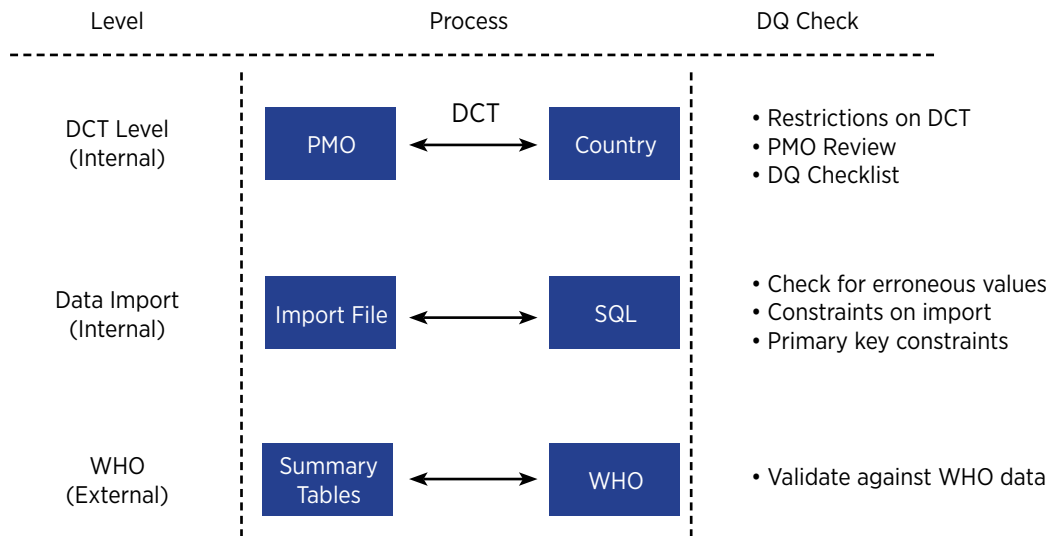 Level
Process
DQ Check
DCT Level
(Internal)
PMO
DCT
Country
• Restrictions on DCT
• PMO Review
• DQ Checklist
Data Import
(Internal)
Import File
SQL
• Check for erroneous values
• Constraints on import
• Primary key constraints
WHO
(External)
Summary
Tables
WHO
• Validate against WHO data